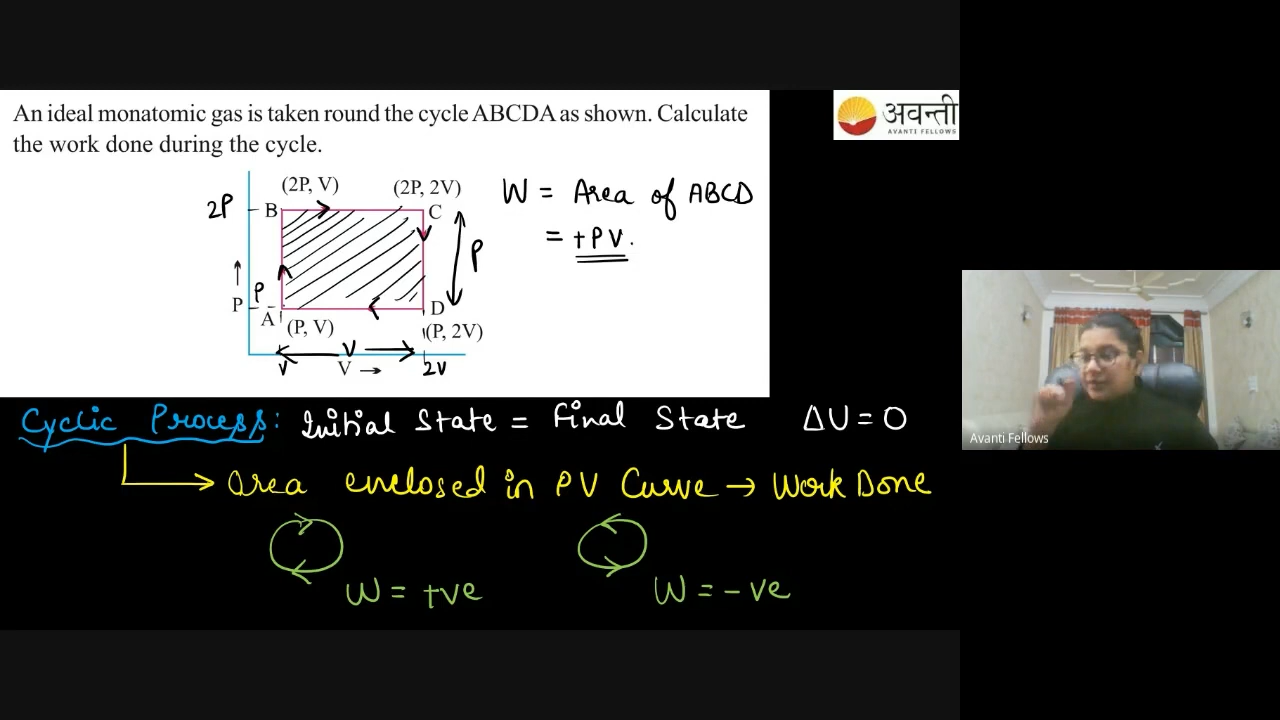 An ideal monatomic gas is taken round the cycle ABCDA as shown. Calculate
the work done during the cycle.
अवन्ती
AVANTI FELLOWS
(2P, V) (2P, 2V)
2P B C
W = Area of ABCD
= +PV.
P
P
P A D
(P, V) (P, 2V)
V
V V → 2V
Cyclic Process: Initial State = Final State ΔU = 0
Area enclosed in PV Curve → Work Done
W = +ve W = -ve
Avanti Fellows